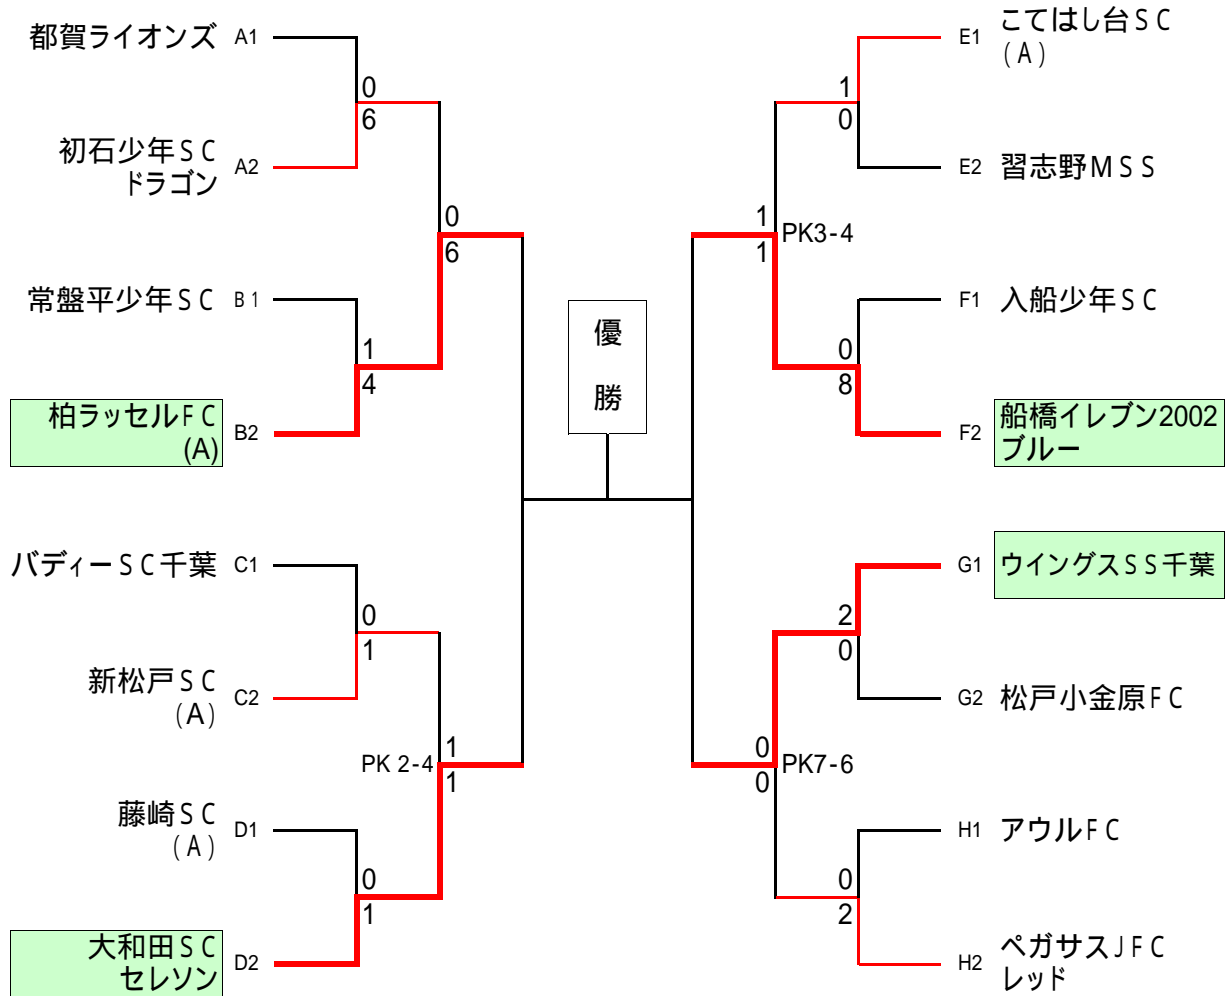 都賀ライオンズ A1
0
6
初石少年SC
ドラゴン
A2
0
6
常盤平少年SC B1
1
4
柏ラッセルFC
(A)
B2
バディーSC千葉 C1
0
1
新松戸SC
(A)
C2
PK 2-4
1
1
藤崎SC
(A)
D1
0
1
大和田SC
セレソン
D2
優
勝
E1
こてはし台SC
(A)
1
0
E2 習志野MSS
1
1
PK3-4
F1 入船少年SC
0
8
F2
船橋イレブン2002
ブルー
G1 ウイングスSS千葉
2
0
G2 松戸小金原FC
0
0
PK7-6
H1 アウルFC
0
2
H2
ペガサスJFC
レッド